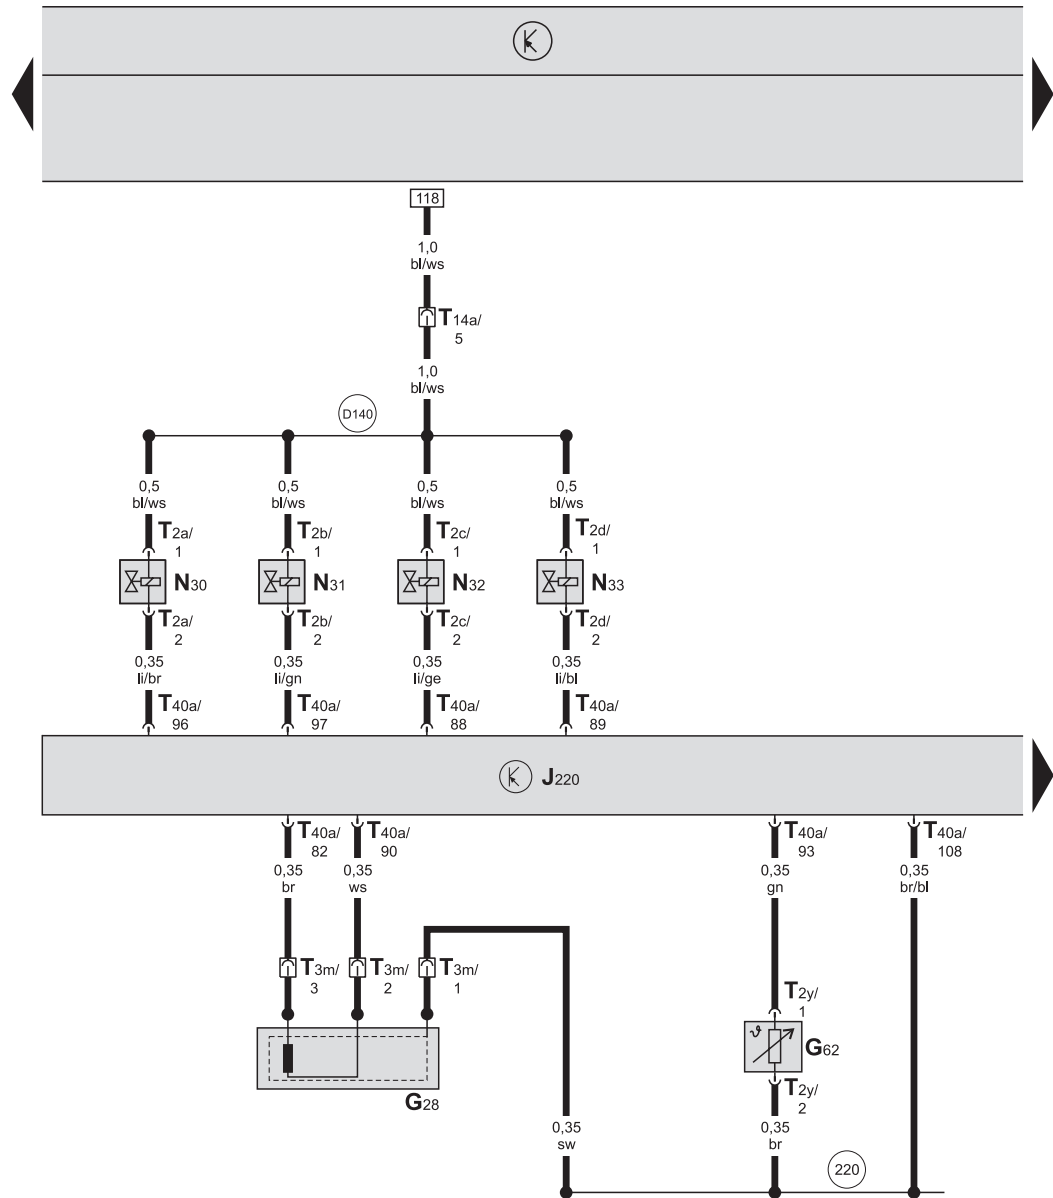 118
1,0
bl/ws
T14a/
5
1,0
bl/ws
D140
0,5
bl/ws
0,5
bl/ws
0,5
bl/ws
0,5
bl/ws
T2a/
1
T2b/
1
T2c/
1
T2d/
1
N30
N31
N32
N33
T2a/
2
T2b/
2
T2c/
2
T2d/
2
0,35
li/br
0,35
li/gn
0,35
li/ge
0,35
li/bl
T40a/
96
T40a/
97
T40a/
88
T40a/
89
J220
T40a/
82
T40a/
90
T40a/
93
T40a/
108
0,35
br
0,35
ws
0,35
gn
0,35
br/bl
T3m/
3
T3m/
2
T3m/
1
T2y/
1
ϑ
G62
G28
T2y/
2
0,35
sw
0,35
br
220